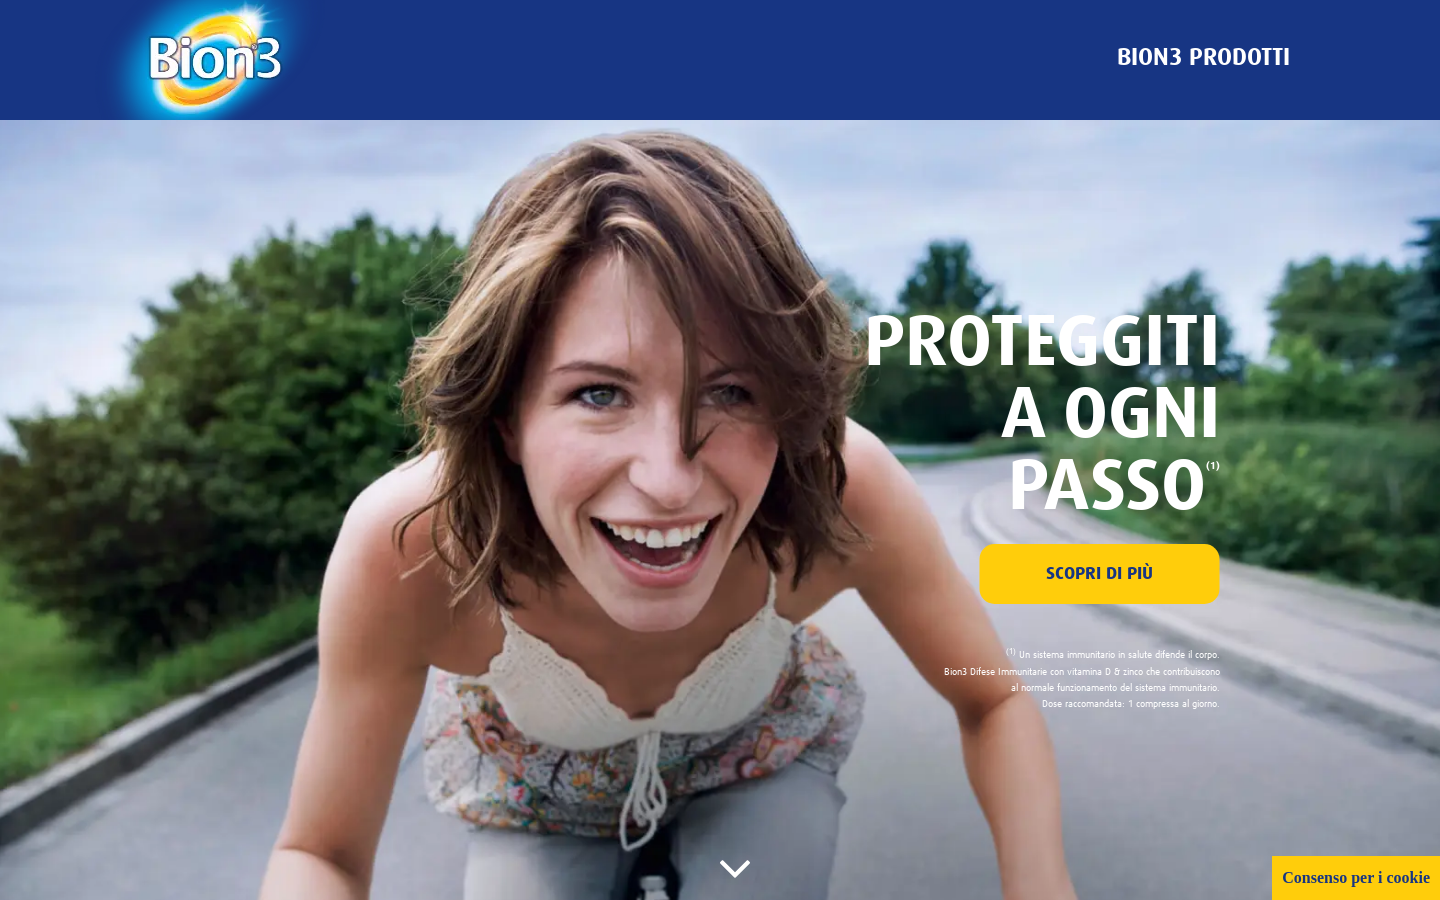 Bion3
BION3 PRODOTTI
PROTEGGITI
A OGNI
PASSO (1)
SCOPRI DI PIÙ
(1) Un sistema immunitario in salute difende il corpo.
Bion3 Difese Immunitarie con vitamina D & zinco che contribuiscono
al normale funzionamento del sistema immunitario.
Dose raccomandata: 1 compressa al giorno.
Consenso per i cookie